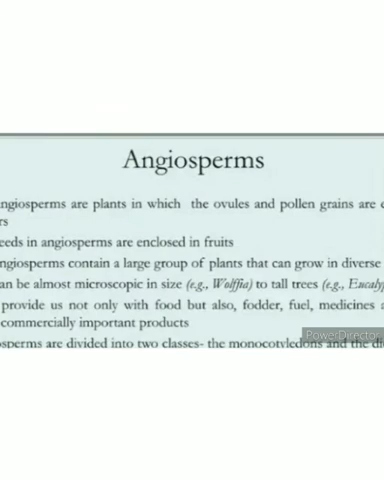 Angiosperms
ngiosperms are plants in which the ovules and pollen grains are
rs
eeds in angiosperms are enclosed in fruits
ngiosperms contain a large group of plants that can grow in diverse
an be almost microscopic in size (e.g., Wolffia) to tall trees (e.g., Eucaly
provide us not only with food but also, fodder, fuel, medicines a
commercially important products
PowerDirector
sperms are divided into two classes- the monocotyledons and the di